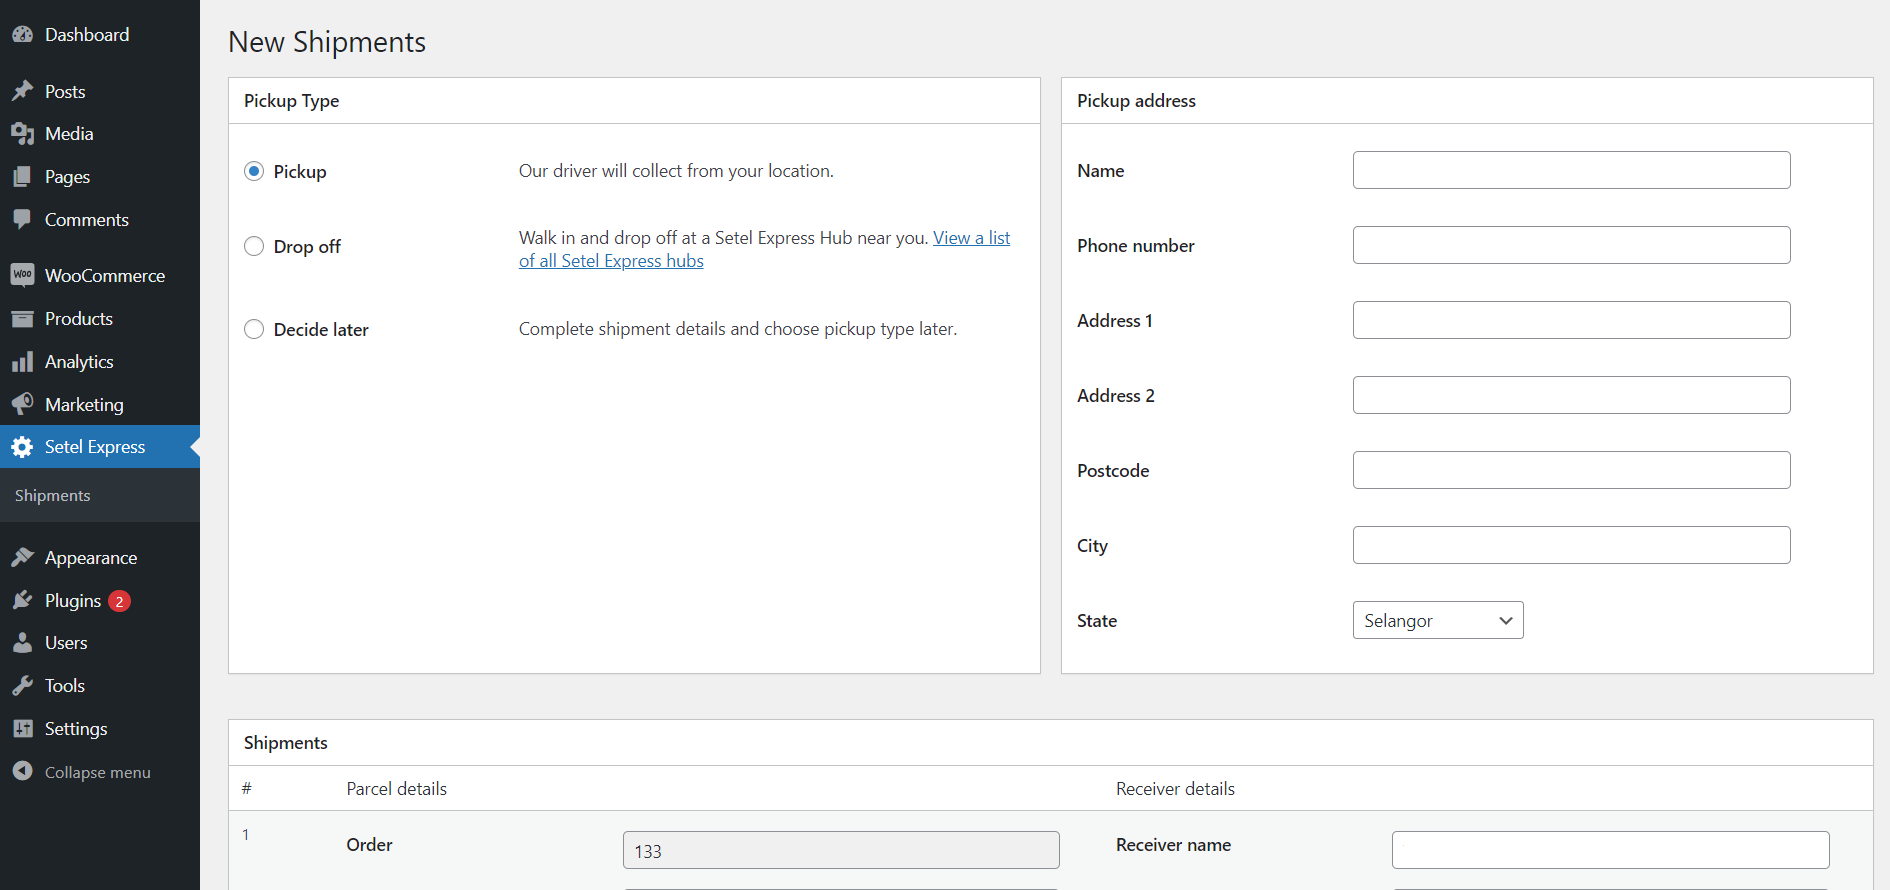 Dashboard
Posts
Media
Pages
Comments
Woo WooCommerce
Products
Analytics
Marketing
Setel Express
Shipments
Appearance
Plugins 2
Users
Tools
Settings
Collapse menu
New Shipments
Pickup Type
Pickup Our driver will collect from your location.
Drop off Walk in and drop off at a Setel Express Hub near you. View a list
of all Setel Express hubs
Decide later Complete shipment details and choose pickup type later.
Pickup address
Name
Phone number
Address 1
Address 2
Postcode
City
State Selangor
Shipments
# Parcel details Receiver details
1 Order 133 Receiver name